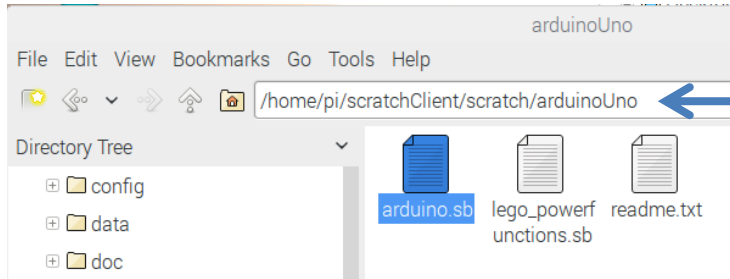 arduinoUno
File Edit View Bookmarks Go Tools Help
/home/pi/scratchClient/scratch/arduinoUno
Directory Tree
config
data
doc
arduino.sb
lego_powerf
unctions.sb
readme.txt